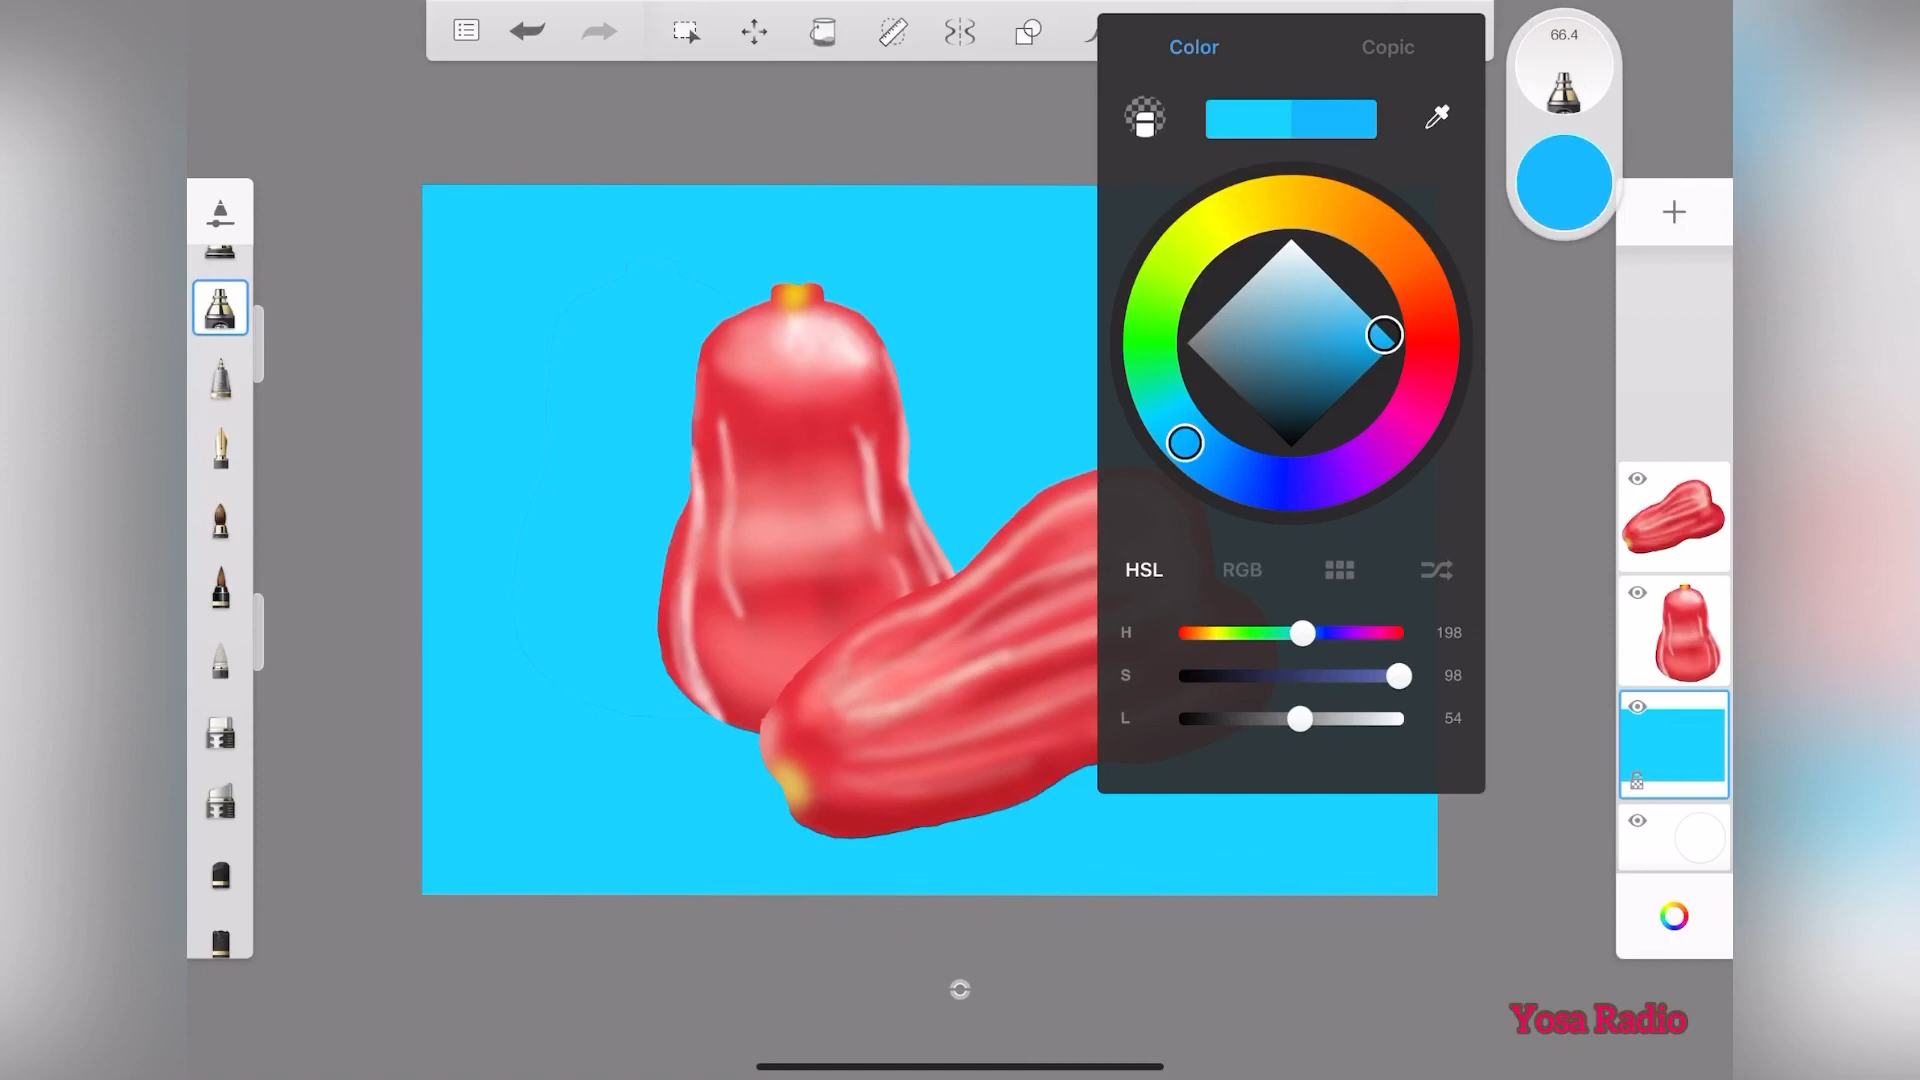 66.4
Color
Copic
HSL
RGB
H 198
S 98
L 54
Yosa Radio